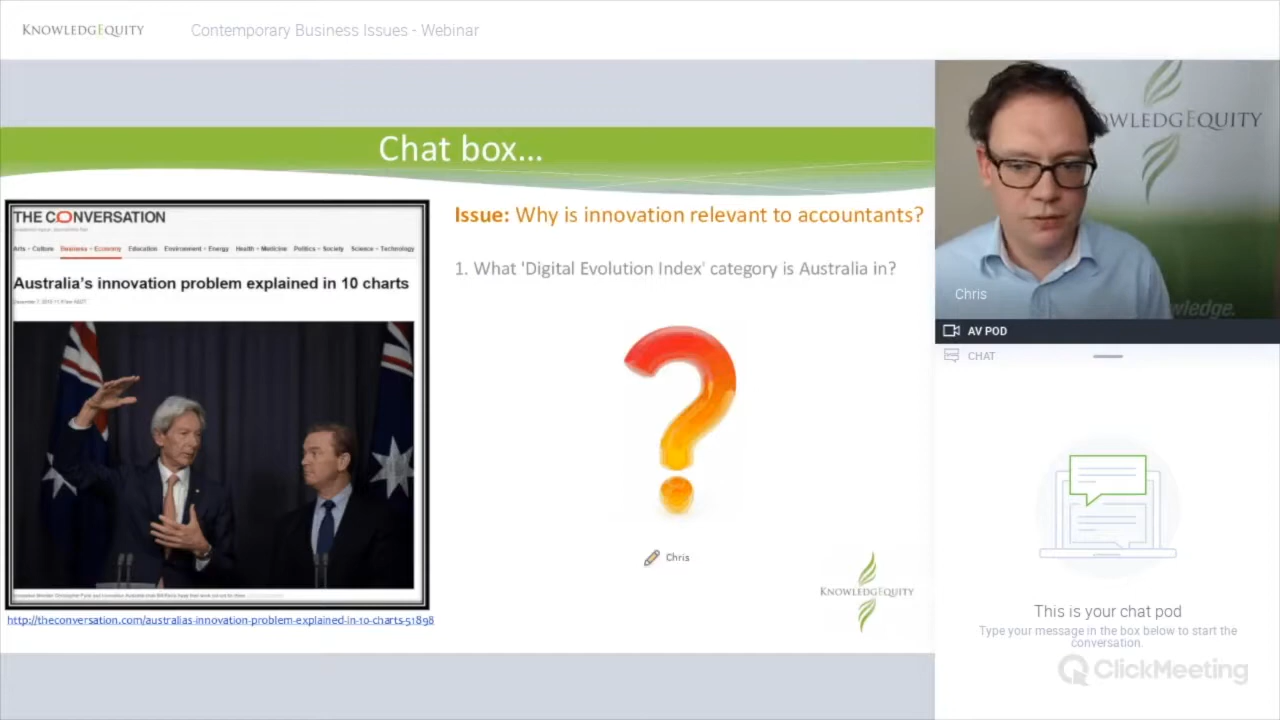 KNOWLEDGEQUITY
Contemporary Business Issues - Webinar
Chat box...
THE CONVERSATION
Arts + Culture Business + Economy Education Environment + Energy Health + Medicine Politics + Society Science + Technology
Australia's innovation problem explained in 10 charts
http://theconversation.com/australias-innovation-problem-explained-in-10-charts-51898
Issue: Why is innovation relevant to accountants?
1. What 'Digital Evolution Index' category is Australia in?
Chris
KNOWLEDGEQUITY
OWLEDGEQUITY
wledge.
Chris
AV POD
CHAT
This is your chat pod
Type your message in the box below to start the
conversation.
ClickMeeting